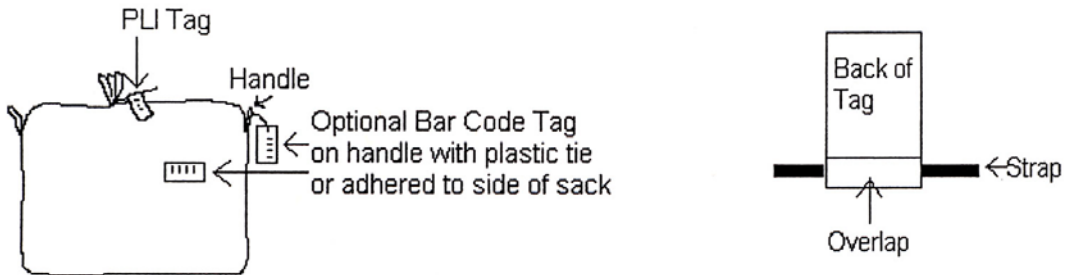 PLI Tag
Handle
Optional Bar Code Tag
on handle with plastic tie
or adhered to side of sack
Back of
Tag
Strap
Overlap